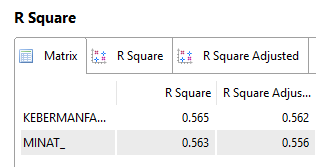 R Square
Matrix R Square R Square Adjusted
R Square R Square Adjus...
KEBERMANFA... 0.565 0.562
MINAT_ 0.563 0.556